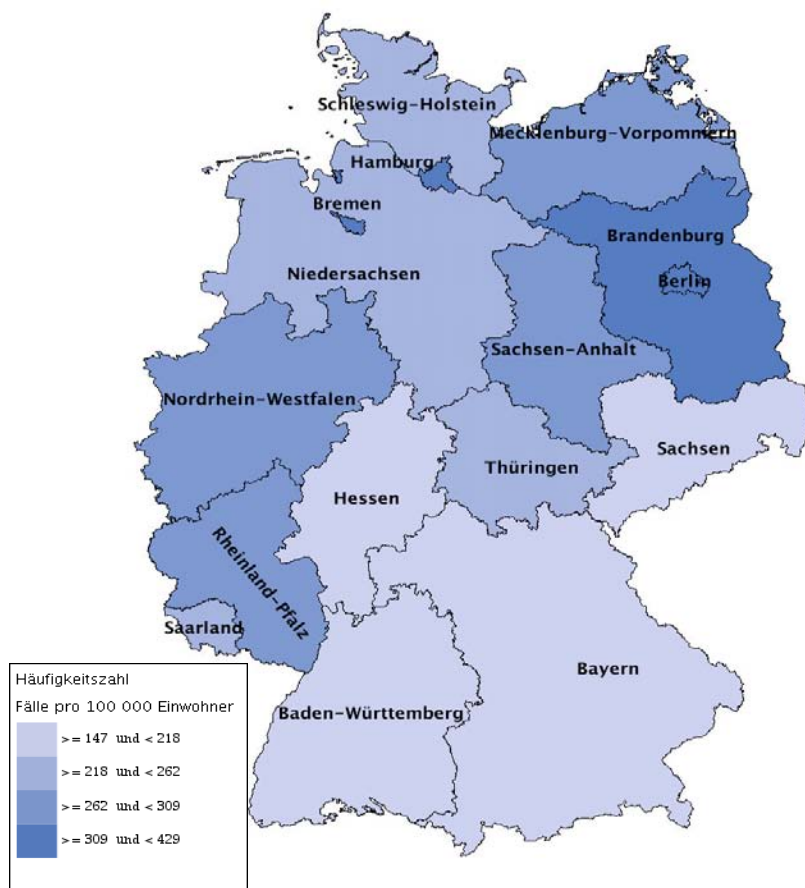 Schleswig-Holstein
Mecklenburg-Vorpommern
Hamburg
Bremen
Brandenburg
Niedersachsen
Berlin
Sachsen-Anhalt
Nordrhein-Westfalen
Sachsen
Thüringen
Hessen
Rheinland-Pfalz
Saarland
Bayern
Baden-Württemberg
Häufigkeitszahl
Fälle pro 100 000 Einwohner
>= 147 und < 218
>= 218 und < 262
>= 262 und < 309
>= 309 und < 429